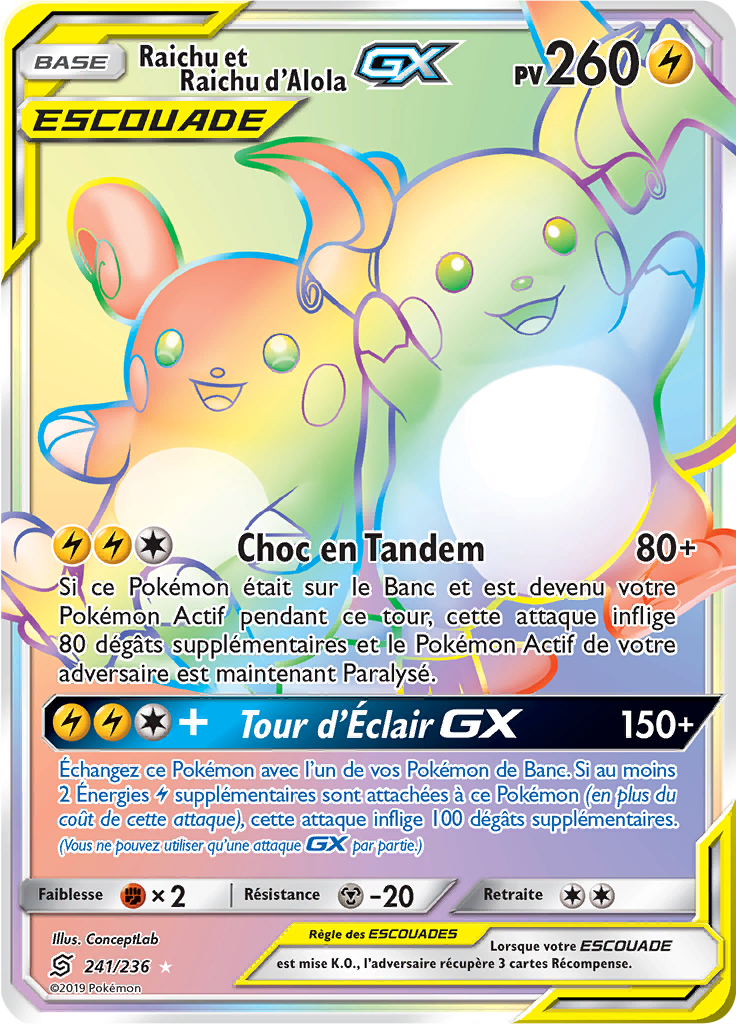 BASE
Raichu et
Raichu d'Alola GX
PV 260
ESCOUADE
Choc en Tandem 80+
Si ce Pokémon était sur le Banc et est devenu votre
Pokémon Actif pendant ce tour, cette attaque inflige
80 dégâts supplémentaires et le Pokémon Actif de votre
adversaire est maintenant Paralysé.
+ Tour d'Éclair GX 150+
Échangez ce Pokémon avec l'un de vos Pokémon de Banc. Si au moins
2 Énergies supplémentaires sont attachées à ce Pokémon (en plus du
coût de cette attaque), cette attaque inflige 100 dégâts supplémentaires.
(Vous ne pouvez utiliser qu'une attaque GX par partie.)
Faiblesse ×2 Résistance -20 Retraite
Illus. ConceptLab
241/236
©2019 Pokémon
Règle des ESCOUADES
Lorsque votre ESCOUADE
est mise K.O., l'adversaire récupère 3 cartes Récompense.